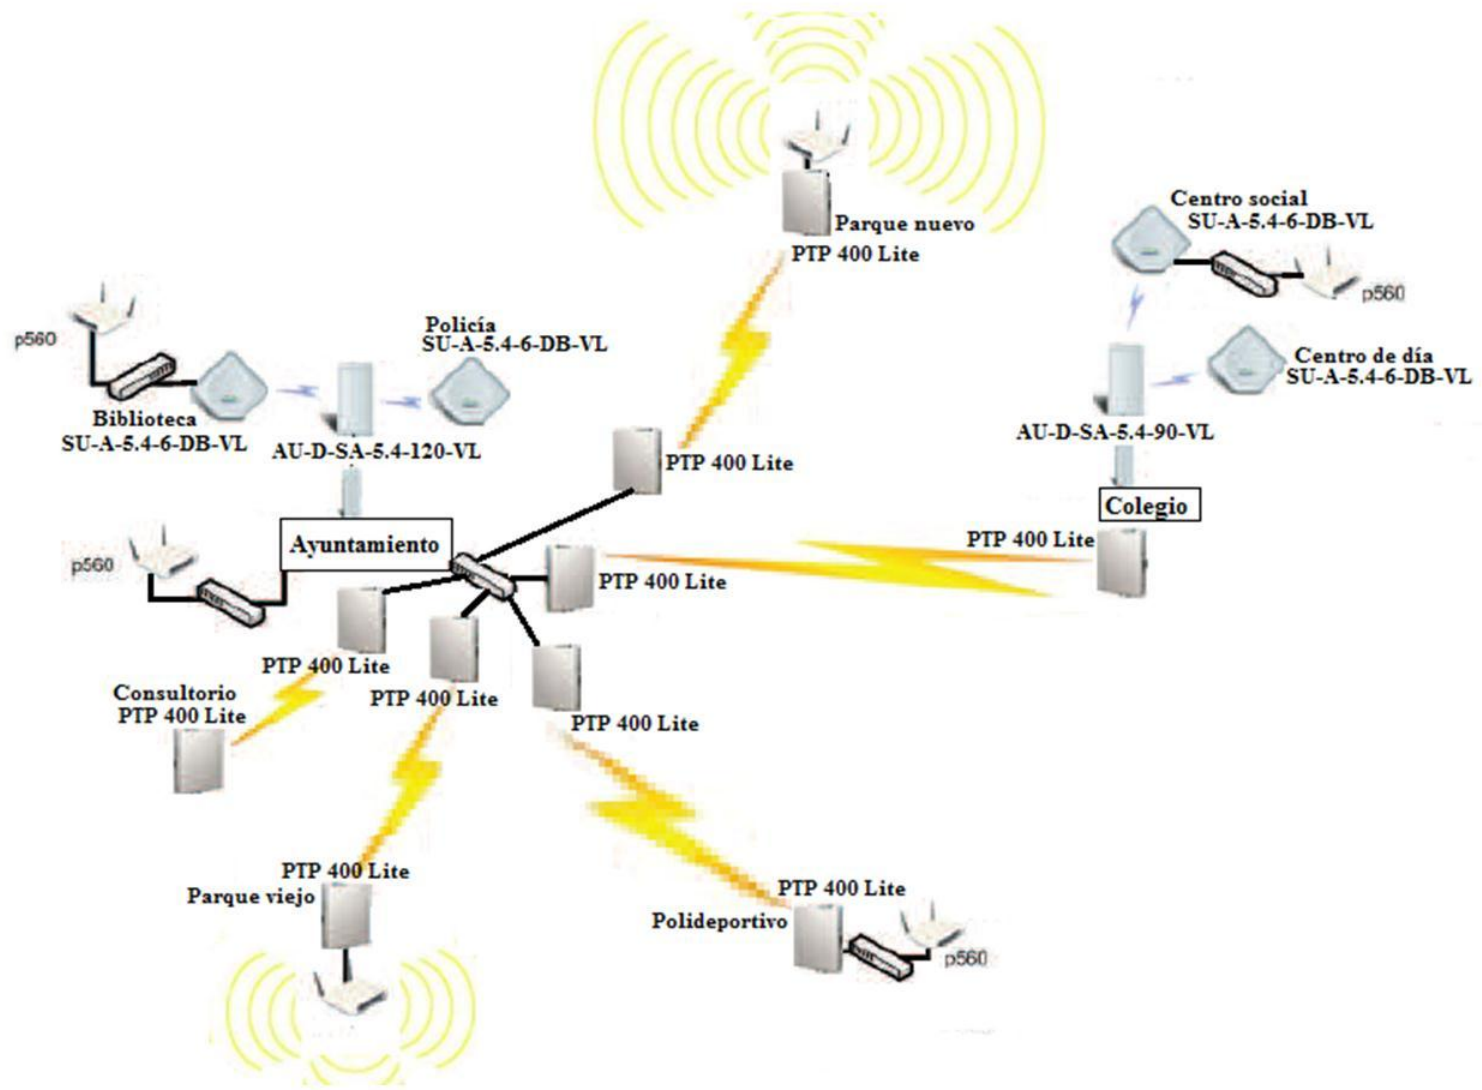 Parque nuevo
PTP 400 Lite
Centro social
SU-A-5.4-6-DB-VL
p560
p560
Policía
SU-A-5.4-6-DB-VL
Centro de día
SU-A-5.4-6-DB-VL
Biblioteca
SU-A-5.4-6-DB-VL
AU-D-SA-5.4-120-VL
AU-D-SA-5.4-90-VL
PTP 400 Lite
Colegio
Ayuntamiento
PTP 400 Lite
p560
PTP 400 Lite
PTP 400 Lite
Consultorio
PTP 400 Lite
PTP 400 Lite
PTP 400 Lite
PTP 400 Lite
Parque viejo
PTP 400 Lite
Polideportivo
p560